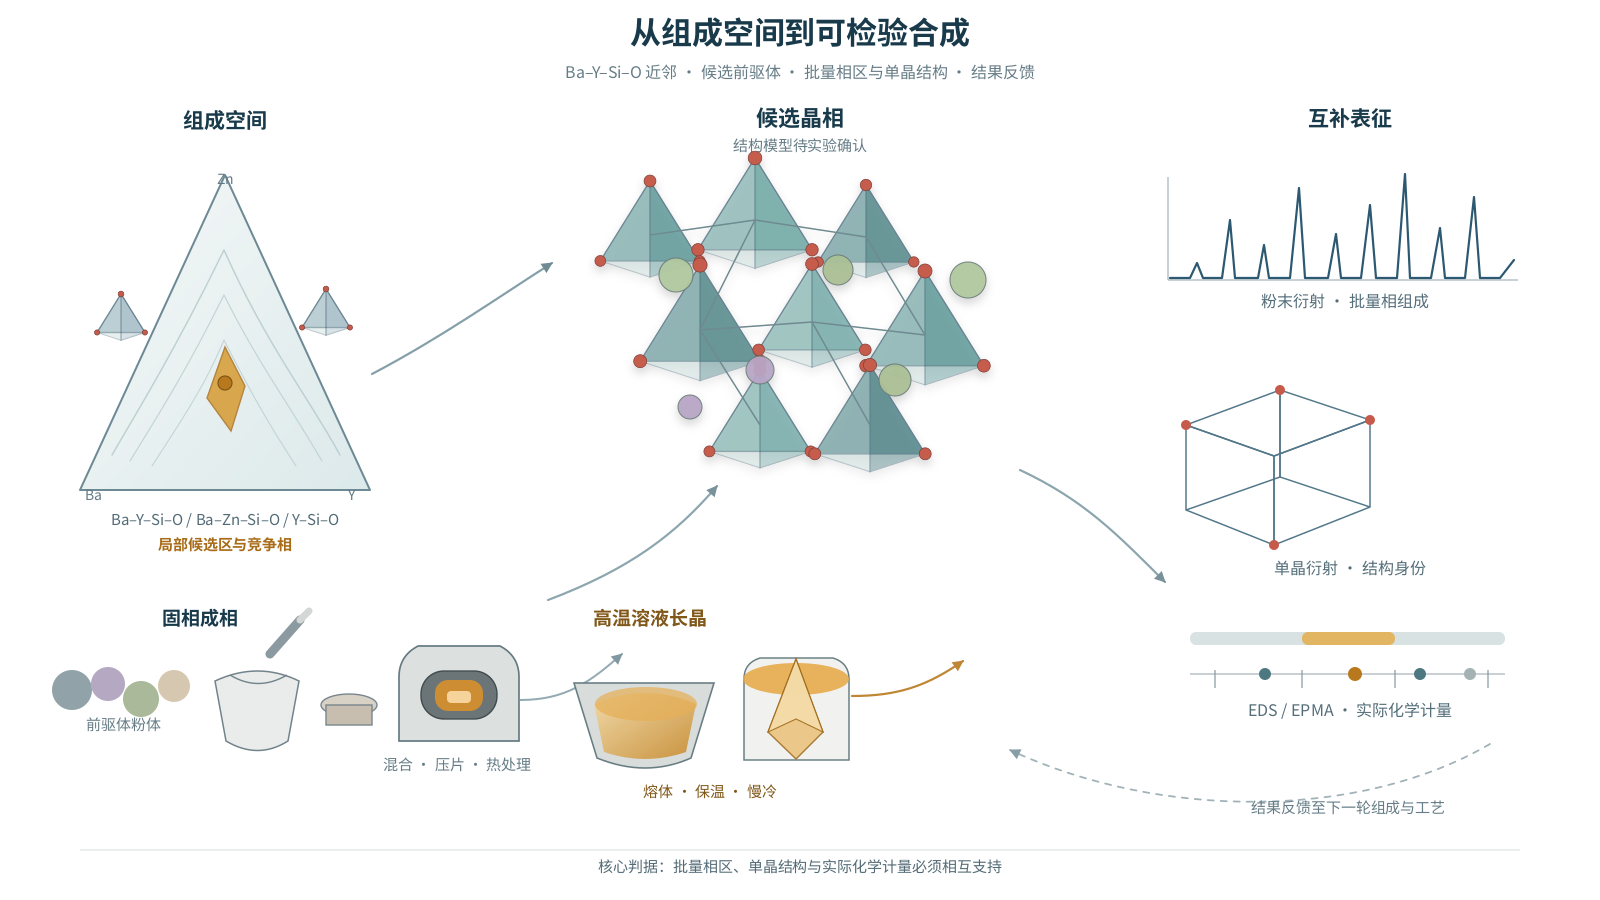 从组成空间到可检验合成
Ba–Y–Si–O 近邻 · 候选前驱体 · 批量相区与单晶结构 · 结果反馈
组成空间
Zn
Ba
Y
Ba–Y–Si–O / Ba–Zn–Si–O / Y–Si–O
局部候选区与竞争相
候选晶相
结构模型待实验确认
互补表征
粉末衍射 · 批量相组成
单晶衍射 · 结构身份
EDS / EPMA · 实际化学计量
结果反馈至下一轮组成与工艺
固相成相
前驱体粉体
混合 · 压片 · 热处理
高温溶液长晶
熔体 · 保温 · 慢冷
核心判据：批量相区、单晶结构与实际化学计量必须相互支持